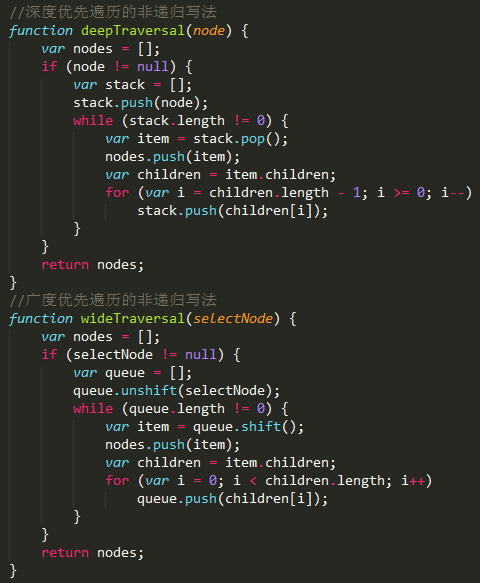 //深度优先遍历的非递归写法
function deepTraversal(node) {
    var nodes = [];
    if (node != null) {
        var stack = [];
        stack.push(node);
        while (stack.length != 0) {
            var item = stack.pop();
            nodes.push(item);
            var children = item.children;
            for (var i = children.length - 1; i >= 0; i--)
                stack.push(children[i]);
        }
    }
    return nodes;
}
//广度优先遍历的非递归写法
function wideTraversal(selectNode) {
    var nodes = [];
    if (selectNode != null) {
        var queue = [];
        queue.unshift(selectNode);
        while (queue.length != 0) {
            var item = queue.shift();
            nodes.push(item);
            var children = item.children;
            for (var i = 0; i < children.length; i++)
                queue.push(children[i]);
        }
    }
    return nodes;
}